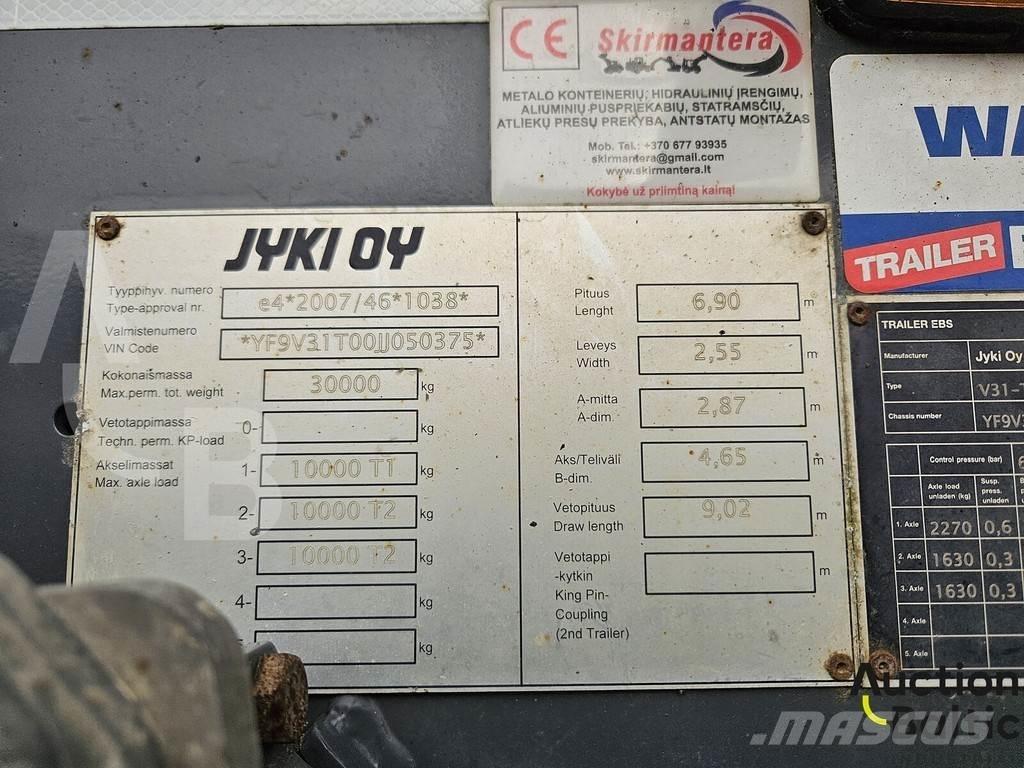 CE Skirmantera
METALO KONTEINERIŲ, HIDRAULINIŲ ĮRENGIMŲ,
ALIUMINIŲ PUSPRIEKABIŲ, STATRAMSČIŲ,
ATLIEKŲ PRESŲ PREKYBA, ANTSTATŲ MONTAŽAS
Mob. Tel.: +370 677 93935
skirmantera@gmail.com
www.skirmantera.lt
Kokybė už priimtiną kainą!
TRAILER
JYKI OY
Tyyppihyv. numero
Type-approval nr. e4*2007/46*1038*
Valmistenumero
VIN Code *YF9V31T00JJ050375*
Kokonaismassa
Max.perm. tot. weight 30000 kg
Vetotappimassa
Techn. perm. KP-load 0- kg
Akselimassat
Max. axle load 1- 10000 T1 kg
2- 10000 T2 kg
3- 10000 T2 kg
4- kg
kg
Pituus
Lenght 6,90 m
Leveys
Width 2,55 m
A-mitta
A-dim. 2,87 m
Aks/Teliväli
B-dim. 4,65 m
Vetopituus
Draw length 9,02 m
Vetotappi
-kytkin
King Pin-
Coupling
(2nd Trailer) m
TRAILER EBS
Manufacturer Jyki Oy
Type V31-
Chassis number YF9V
Control pressure (bar)
Axle load unladen (kg)
Susp. press. unladen
1. Axle 2270 0,6
2. Axle 1630 0,3
3. Axle 1630 0,3
4. Axle
5. Axle
Auction
Traffic
MASCUS
AB